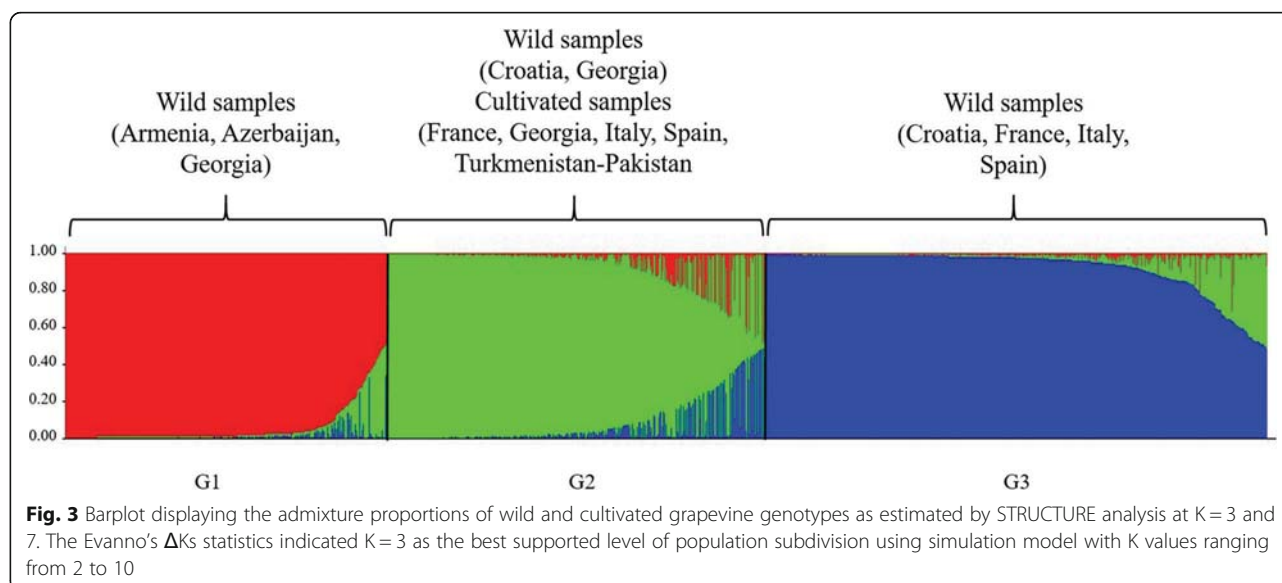 Wild samples
(Armenia, Azerbaijan,
Georgia)
Wild samples
(Croatia, Georgia)
Cultivated samples
(France, Georgia, Italy, Spain,
Turkmenistan-Pakistan
Wild samples
(Croatia, France, Italy,
Spain)
1.00
0.80
0.60
0.40
0.20
0.00
G1
G2
G3
Fig. 3 Barplot displaying the admixture proportions of wild and cultivated grapevine genotypes as estimated by STRUCTURE analysis at K = 3 and
7. The Evanno's ΔKs statistics indicated K = 3 as the best supported level of population subdivision using simulation model with K values ranging
from 2 to 10